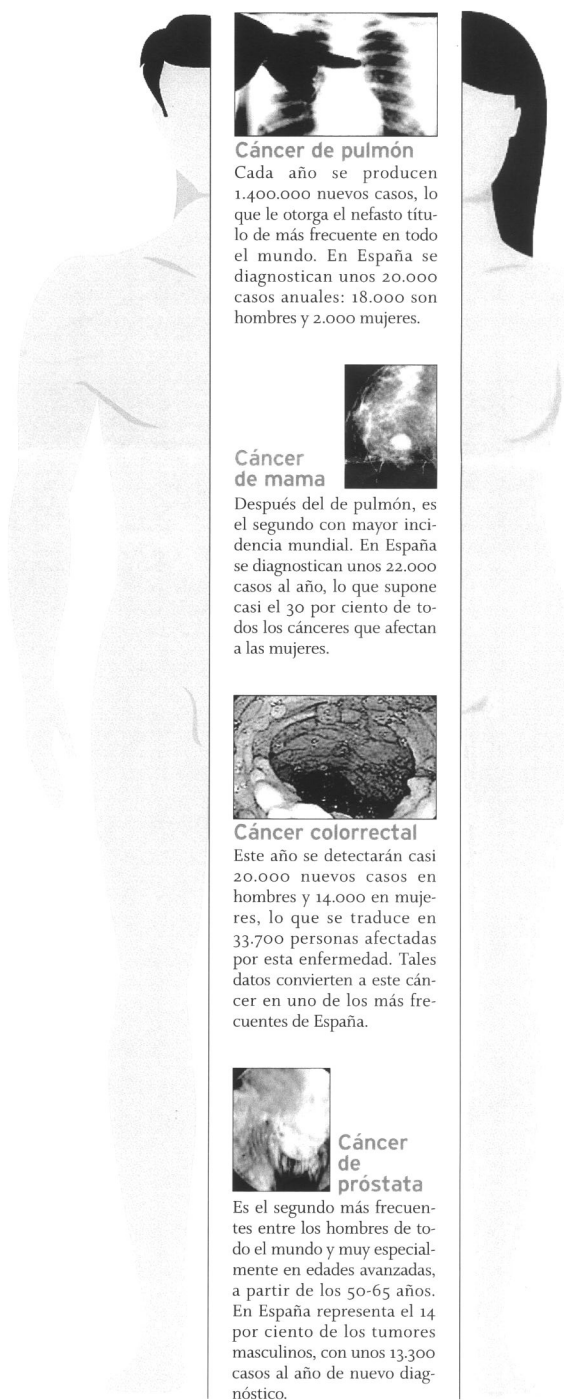 Cáncer de pulmón
Cada año se producen
1.400.000 nuevos casos, lo
que le otorga el nefasto títu-
lo de más frecuente en todo
el mundo. En España se
diagnostican unos 20.000
casos anuales: 18.000 son
hombres y 2.000 mujeres.
Cáncer
de mama
Después del de pulmón, es
el segundo con mayor inci-
dencia mundial. En España
se diagnostican unos 22.000
casos al año, lo que supone
casi el 30 por ciento de to-
dos los cánceres que afectan
a las mujeres.
Cáncer colorrectal
Este año se detectarán casi
20.000 nuevos casos en
hombres y 14.000 en muje-
res, lo que se traduce en
33.700 personas afectadas
por esta enfermedad. Tales
datos convierten a este cán-
cer en uno de los más fre-
cuentes de España.
Cáncer
de
próstata
Es el segundo más frecuen-
tes entre los hombres de to-
do el mundo y muy especial-
mente en edades avanzadas,
a partir de los 50-65 años.
En España representa el 14
por ciento de los tumores
masculinos, con unos 13.300
casos al año de nuevo diag-
nóstico.